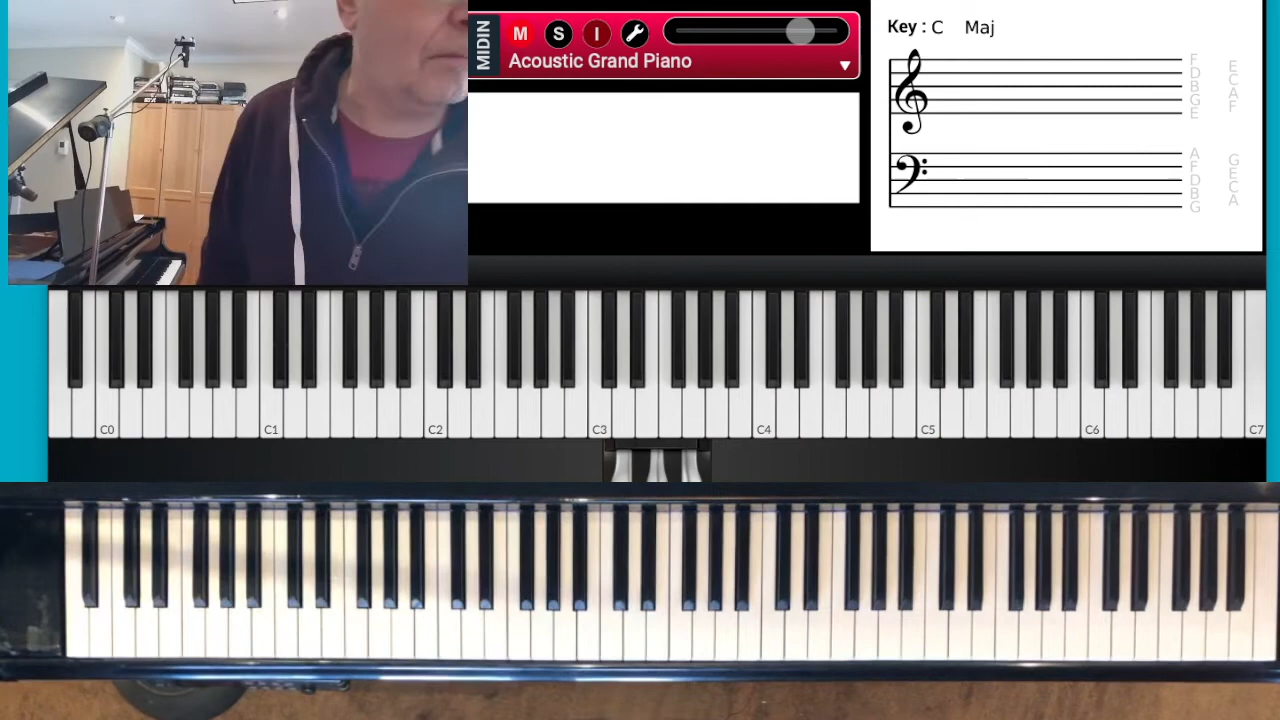 MIDIN
M S I
Acoustic Grand Piano
Key : C Maj
F
D
B
G
E
E
C
A
F
A
F
D
B
G
G
E
C
A
C0 C1 C2 C3 C4 C5 C6 C7